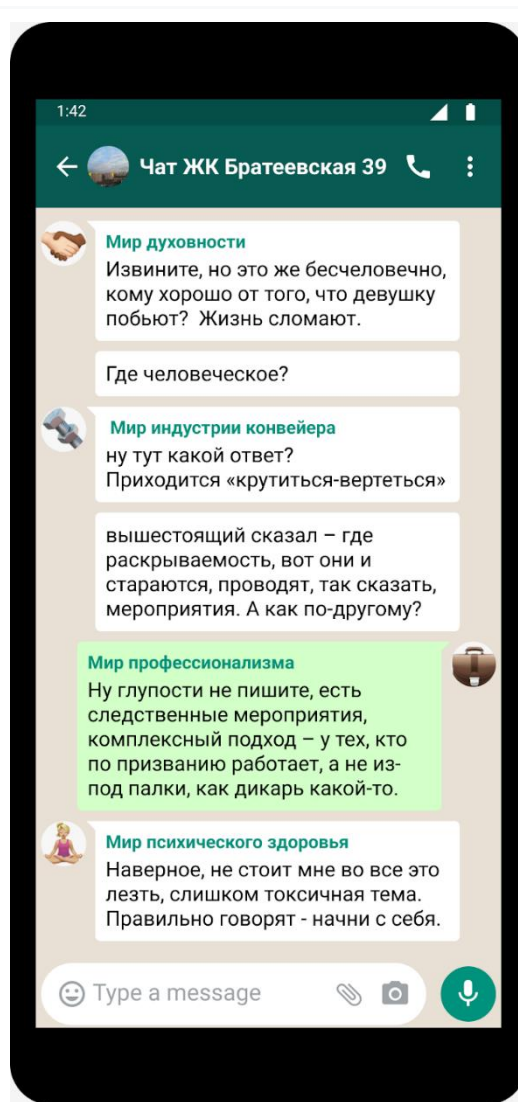 1:42
Чат ЖК Братеевская 39
Мир духовности
Извините, но это же бесчеловечно,
кому хорошо от того, что девушку
побьют? Жизнь сломают.
Где человеческое?
Мир индустрии конвейера
ну тут какой ответ?
Приходится «крутиться-вертеться»
вышестоящий сказал – где
раскрываемость, вот они и
стараются, проводят, так сказать,
мероприятия. А как по-другому?
Мир профессионализма
Ну глупости не пишите, есть
следственные мероприятия,
комплексный подход – у тех, кто
по призванию работает, а не из-
под палки, как дикарь какой-то.
Мир психического здоровья
Наверное, не стоит мне во все это
лезть, слишком токсичная тема.
Правильно говорят - начни с себя.
Type a message